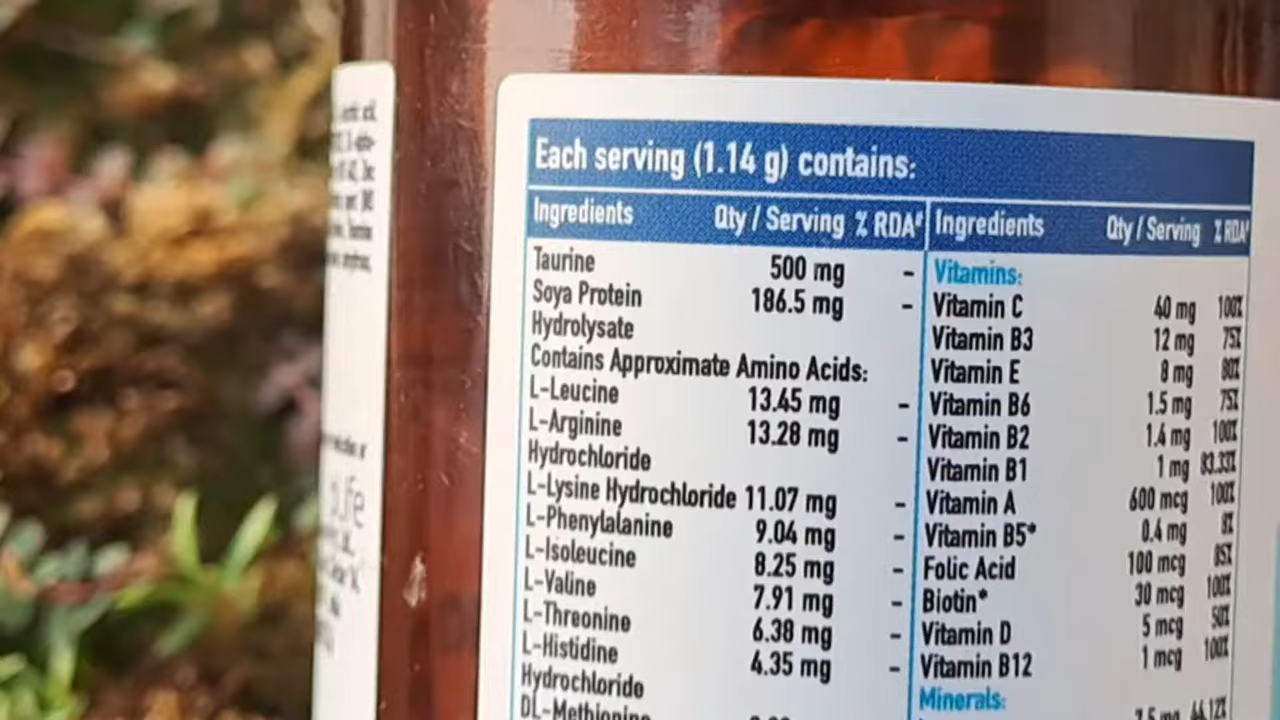 Each serving (1.14 g) contains:
Ingredients Qty / Serving % RDA#
Taurine 500 mg -
Soya Protein 186.5 mg -
Hydrolysate
Contains Approximate Amino Acids:
L-Leucine 13.45 mg -
L-Arginine 13.28 mg -
Hydrochloride
L-Lysine Hydrochloride 11.07 mg -
L-Phenylalanine 9.04 mg -
L-Isoleucine 8.25 mg -
L-Valine 7.91 mg -
L-Threonine 6.38 mg -
L-Histidine 4.35 mg -
Hydrochloride
DL-Methionine
Ingredients Qty / Serving % RDA#
Vitamins:
Vitamin C 40 mg 100%
Vitamin B3 12 mg 75%
Vitamin E 8 mg 80%
Vitamin B6 1.5 mg 75%
Vitamin B2 1.4 mg 100%
Vitamin B1 1 mg 83.33%
Vitamin A 600 mcg 100%
Vitamin B5* 0.4 mg 8%
Folic Acid 100 mcg 85%
Biotin* 30 mcg 100%
Vitamin D 5 mcg 50%
Vitamin B12 1 mcg 100%
Minerals: